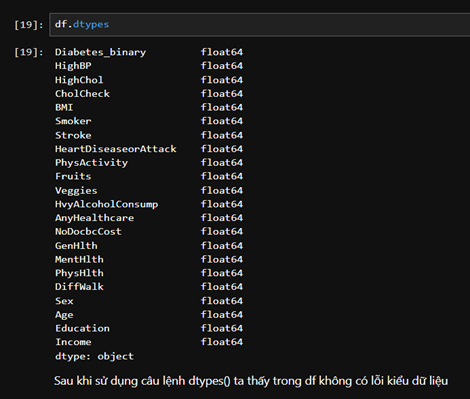 [19]: df.dtypes
[19]: Diabetes_binary float64
HighBP float64
HighChol float64
CholCheck float64
BMI float64
Smoker float64
Stroke float64
HeartDiseaseorAttack float64
PhysActivity float64
Fruits float64
Veggies float64
HvyAlcoholConsump float64
AnyHealthcare float64
NoDocbcCost float64
GenHlth float64
MentHlth float64
PhysHlth float64
DiffWalk float64
Sex float64
Age float64
Education float64
Income float64
dtype: object
Sau khi sử dụng câu lệnh dtypes() ta thấy trong df không có lỗi kiểu dữ liệu